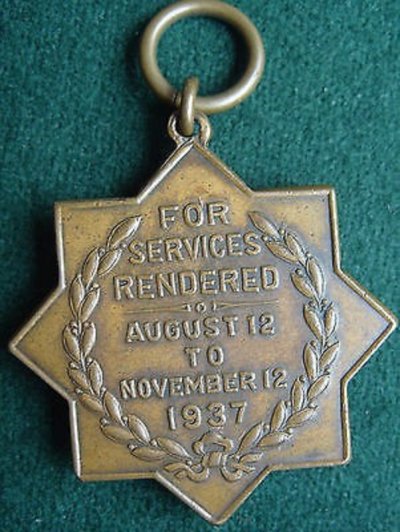 FOR
SERVICES
RENDERED
AUGUST 12
TO
NOVEMBER 12
1937